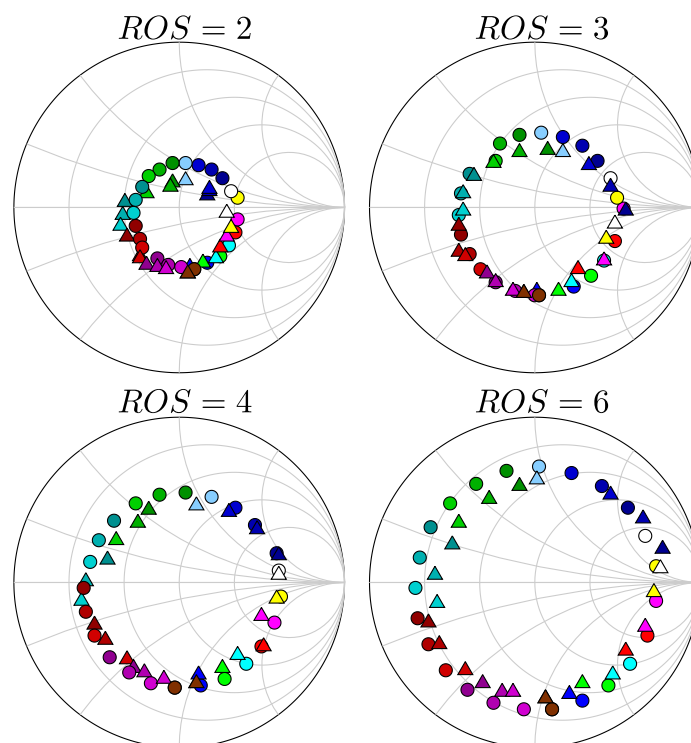 ROS = 2
ROS = 3
ROS = 4
ROS = 6